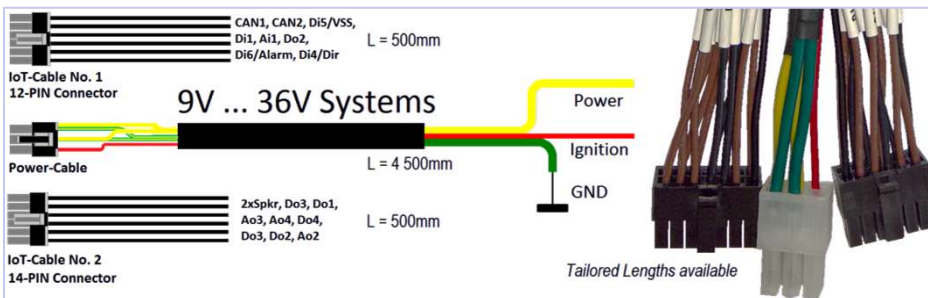 CAN1, CAN2, Di5/VSS,
Di1, Ai1, Do2,
L = 500mm
Di6/Alarm, Di4/Dir
IoT-Cable No. 1
12-PIN Connector
9V ... 36V Systems
Power
Ignition
Power-Cable
L = 4 500mm
GND
2xSpkr, Do3, Do1,
Ao3, Ao4, Do4,
L = 500mm
Do3, Do2, Ao2
IoT-Cable No. 2
14-PIN Connector
Tailored Lengths available